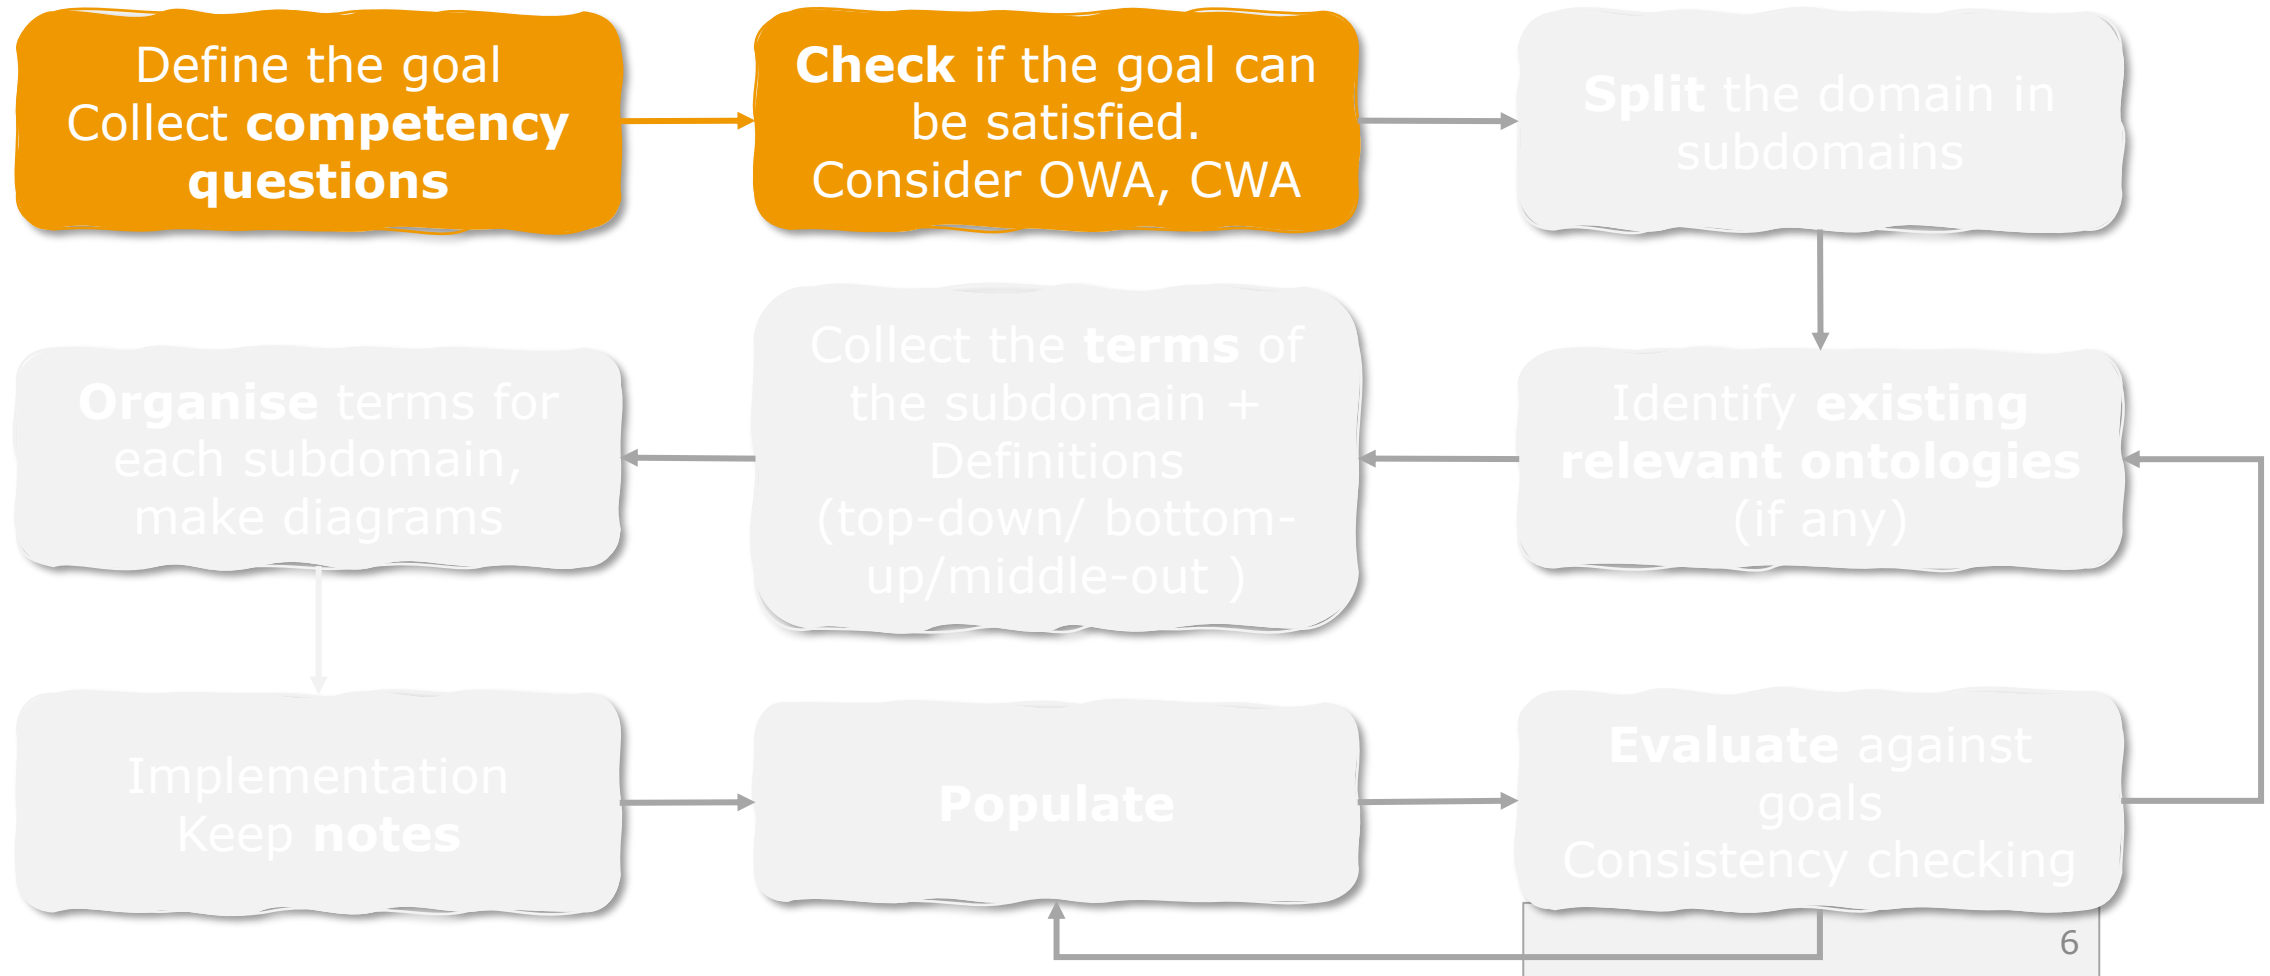 Define the goal
Collect competency
questions
Check if the goal can
be satisfied.
Consider OWA, CWA
Split the domain in
subdomains
Identify existing
relevant ontologies
(if any)
Collect the terms of
the subdomain +
Definitions
(top-down/ bottom-
up/middle-out )
Organise terms for
each subdomain,
make diagrams
Implementation
Keep notes
Populate
Evaluate against
goals
Consistency checking
6